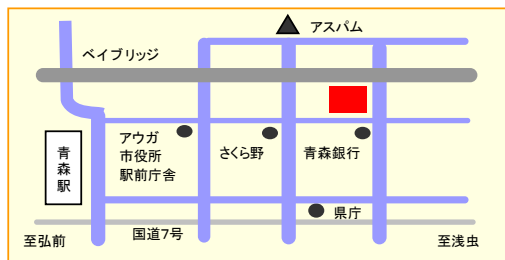 アスパム
ベイブリッジ
青森駅
アウガ
市役所
駅前庁舎
さくら野
青森銀行
県庁
国道7号
至弘前
至浅虫